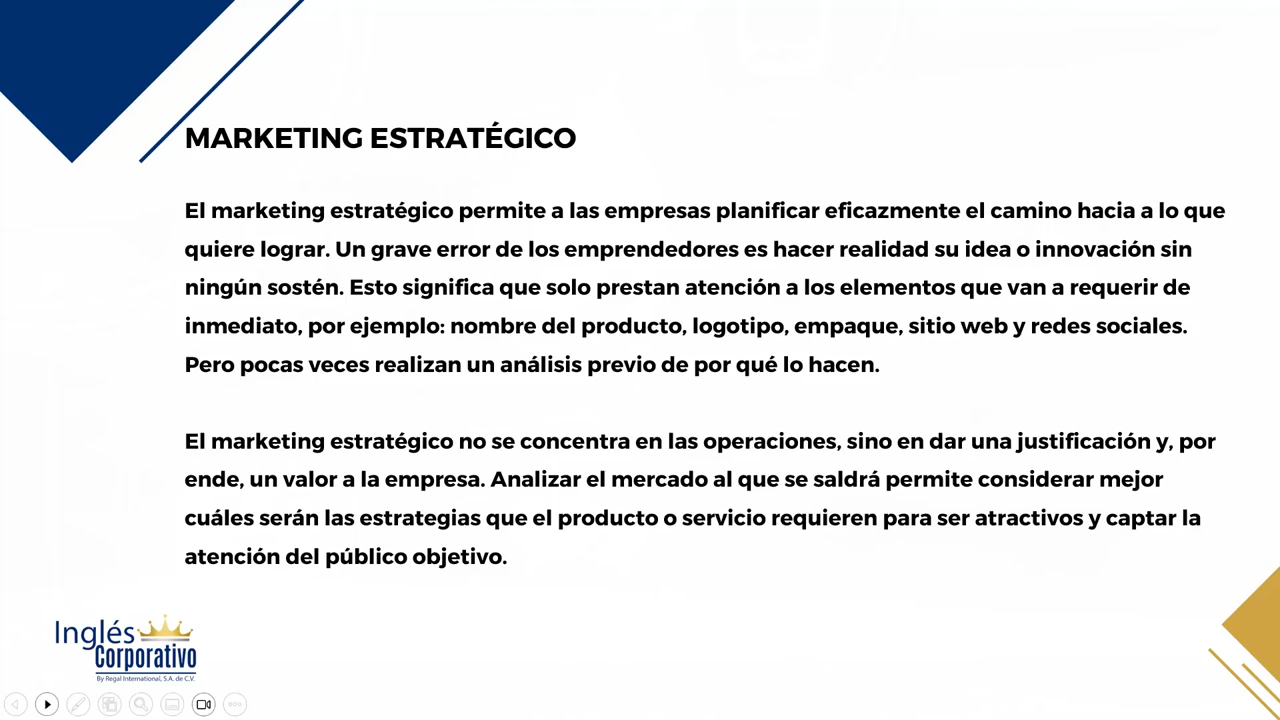 MARKETING ESTRATÉGICO
El marketing estratégico permite a las empresas planificar eficazmente el camino hacia a lo que
quiere lograr. Un grave error de los emprendedores es hacer realidad su idea o innovación sin
ningún sostén. Esto significa que solo prestan atención a los elementos que van a requerir de
inmediato, por ejemplo: nombre del producto, logotipo, empaque, sitio web y redes sociales.
Pero pocas veces realizan un análisis previo de por qué lo hacen.
El marketing estratégico no se concentra en las operaciones, sino en dar una justificación y, por
ende, un valor a la empresa. Analizar el mercado al que se saldrá permite considerar mejor
cuáles serán las estrategias que el producto o servicio requieren para ser atractivos y captar la
atención del público objetivo.
Inglés
Corporativo
By Regal International, S.A. de C.V.